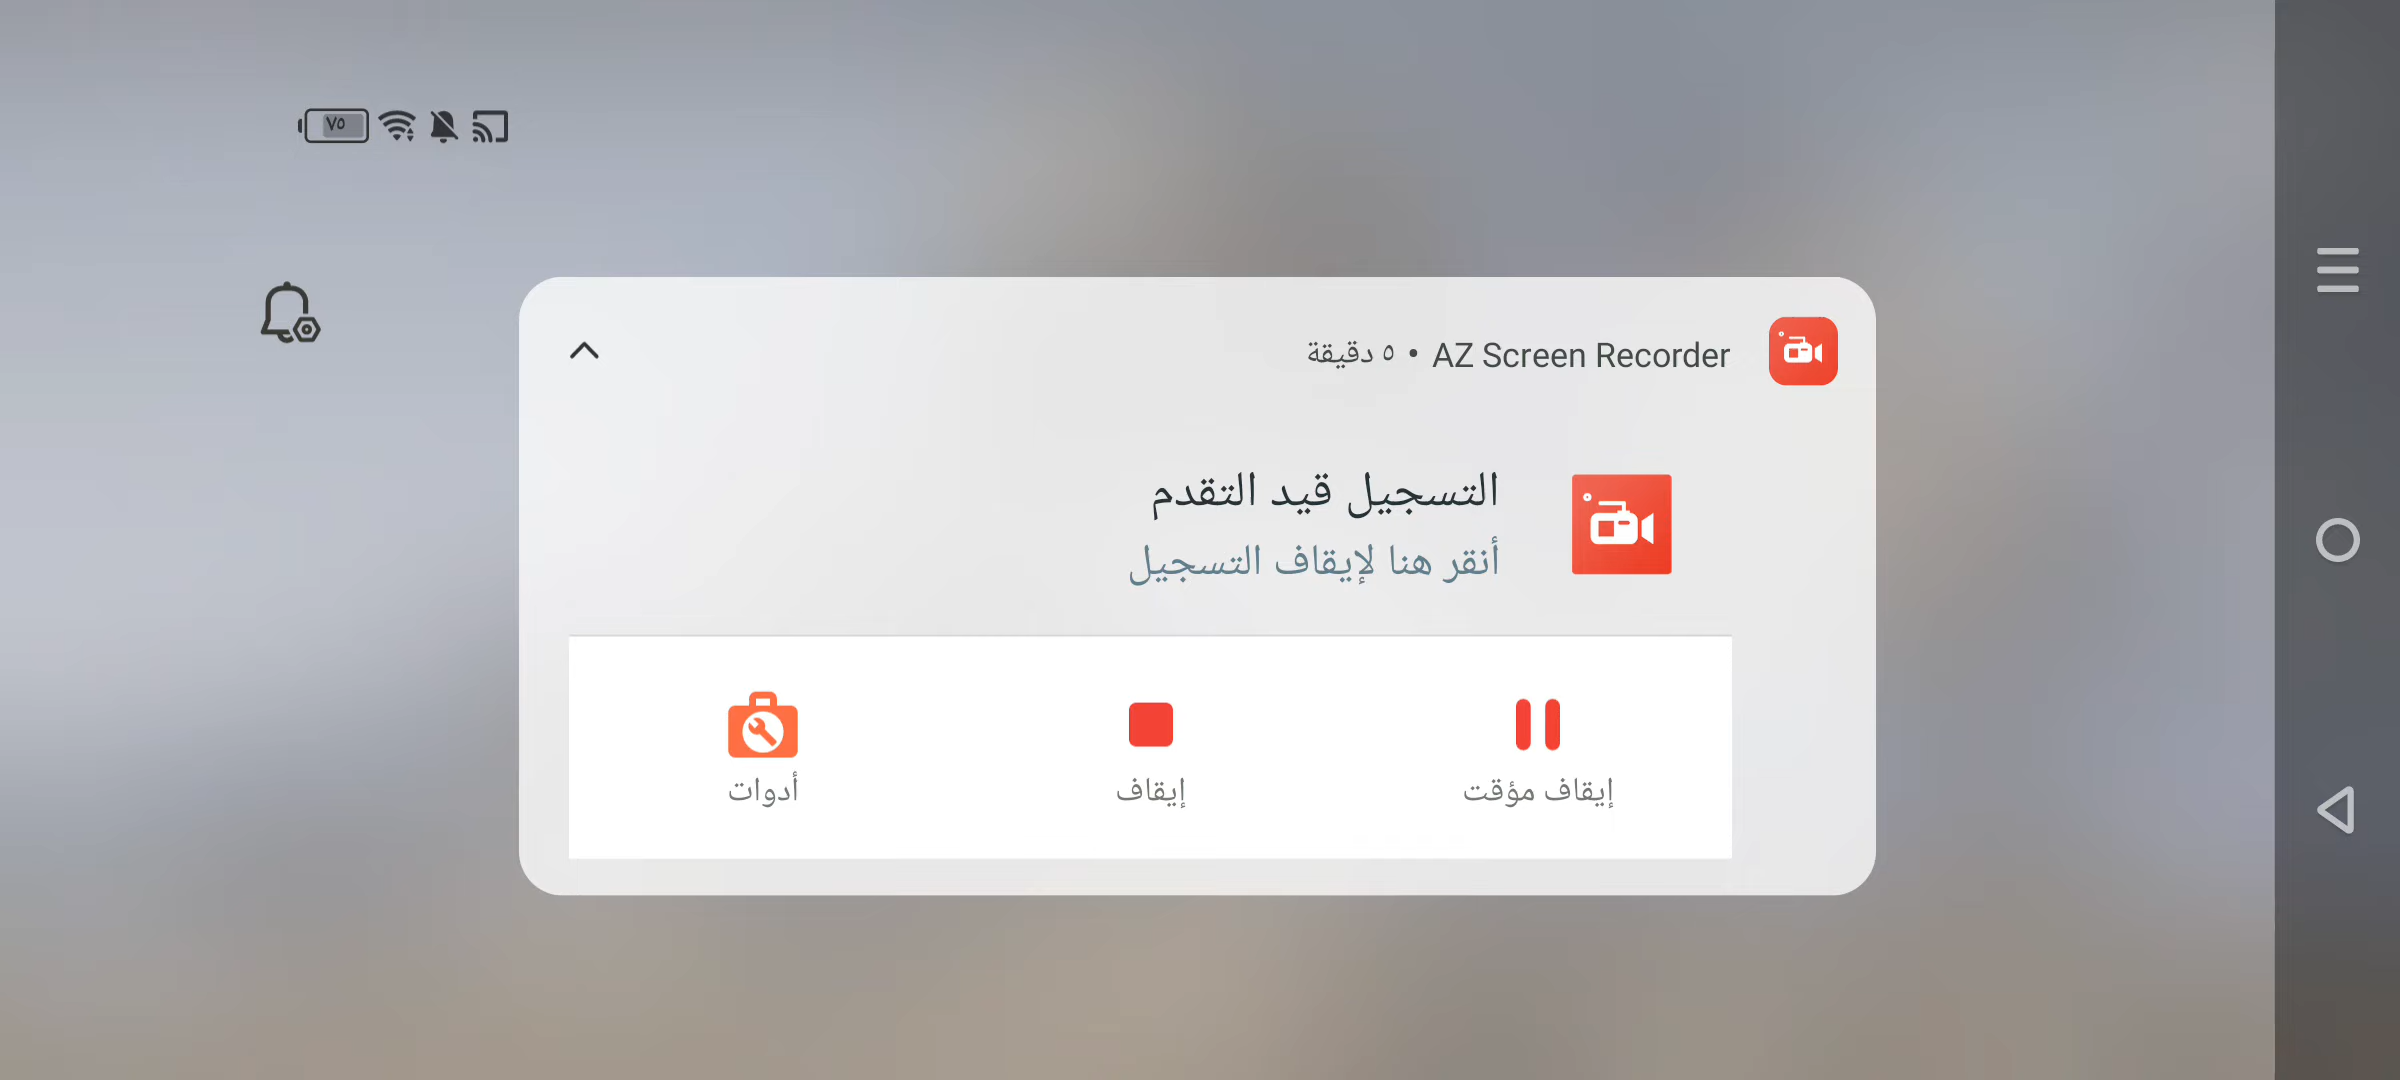 ٧٥
AZ Screen Recorder • ٥ دقيقة
التسجيل قيد التقدم
أنقر هنا لإيقاف التسجيل
إيقاف مؤقت
إيقاف
أدوات